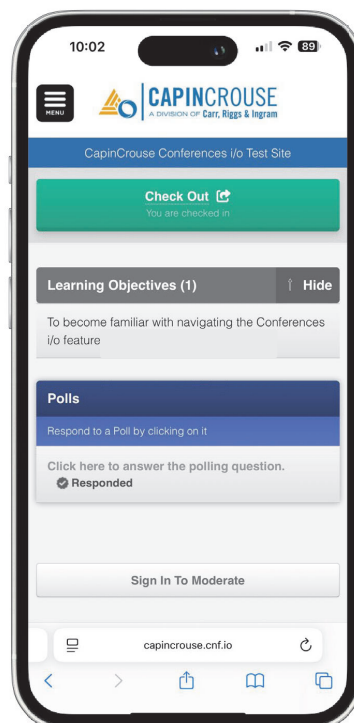 10:02
89
MENU
CAPINCROUSE
A DIVISION OF Carr, Riggs & Ingram
CapinCrouse Conferences i/o Test Site
Check Out
You are checked in
Learning Objectives (1)
Hide
To become familiar with navigating the Conferences
i/o feature
Polls
Respond to a Poll by clicking on it
Click here to answer the polling question.
Responded
Sign In To Moderate
capincrouse.cnf.io